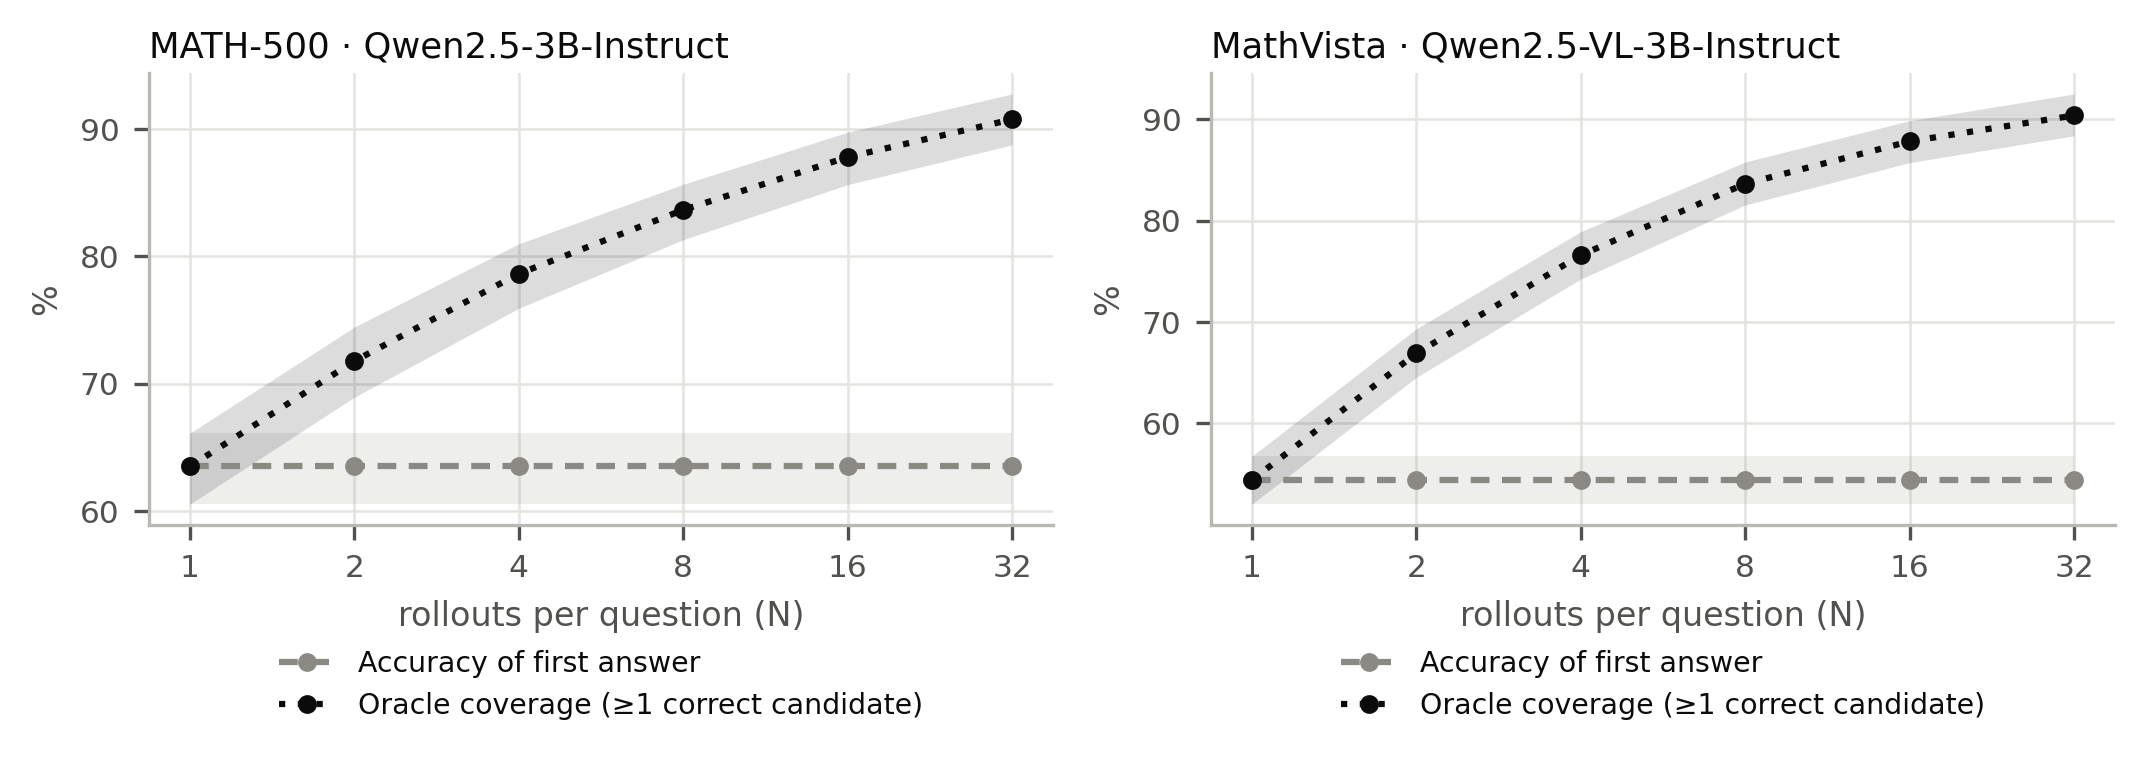 MATH-500 · Qwen2.5-3B-Instruct
%
90
80
70
60
1 2 4 8 16 32
rollouts per question (N)
Accuracy of first answer
Oracle coverage (≥1 correct candidate)
MathVista · Qwen2.5-VL-3B-Instruct
%
90
80
70
60
1 2 4 8 16 32
rollouts per question (N)
Accuracy of first answer
Oracle coverage (≥1 correct candidate)